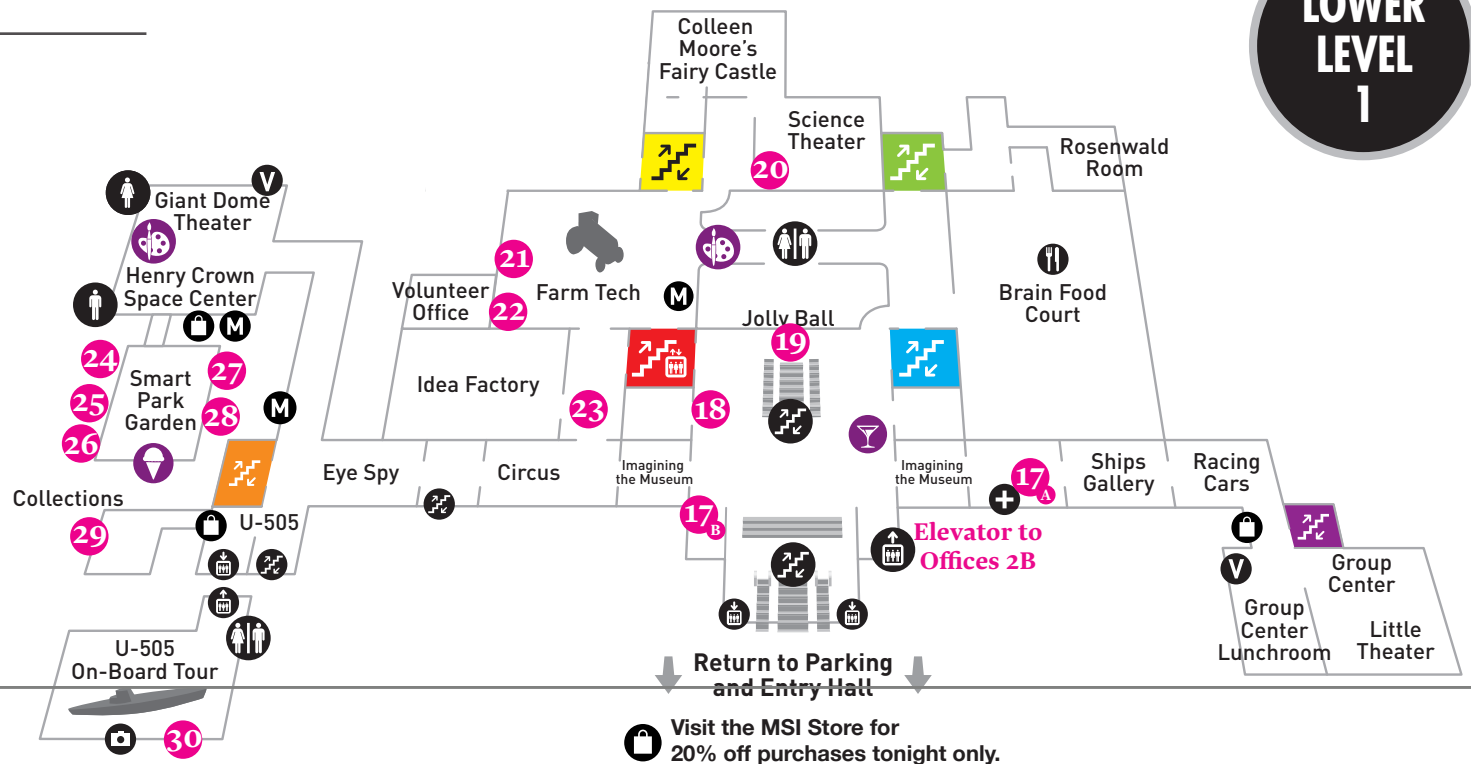 LOWER
LEVEL
1
Colleen
Moore's
Fairy Castle
Science
Theater
20
Rosenwald
Room
V
Giant Dome
Theater
Henry Crown
Space Center
M
21
22
Volunteer
Office
Farm Tech
M
Jolly Ball
19
Brain Food
Court
24
25
26
27
28
Smart
Park
Garden
M
Idea Factory
23
18
Collections
29
U-505
Eye Spy
Circus
Imagining
the Museum
17
B
Imagining
the Museum
17
A
Ships
Gallery
Racing
Cars
Elevator to
Offices 2B
V
Group
Center
Group
Center
Lunchroom
Little
Theater
U-505
On-Board Tour
30
Return to Parking
and Entry Hall
Visit the MSI Store for
20% off purchases tonight only.